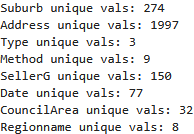 Suburb unique vals: 274
Address unique vals: 1997
Type unique vals: 3
Method unique vals: 9
SellerG unique vals: 150
Date unique vals: 77
CouncilArea unique vals: 32
Regionname unique vals: 8